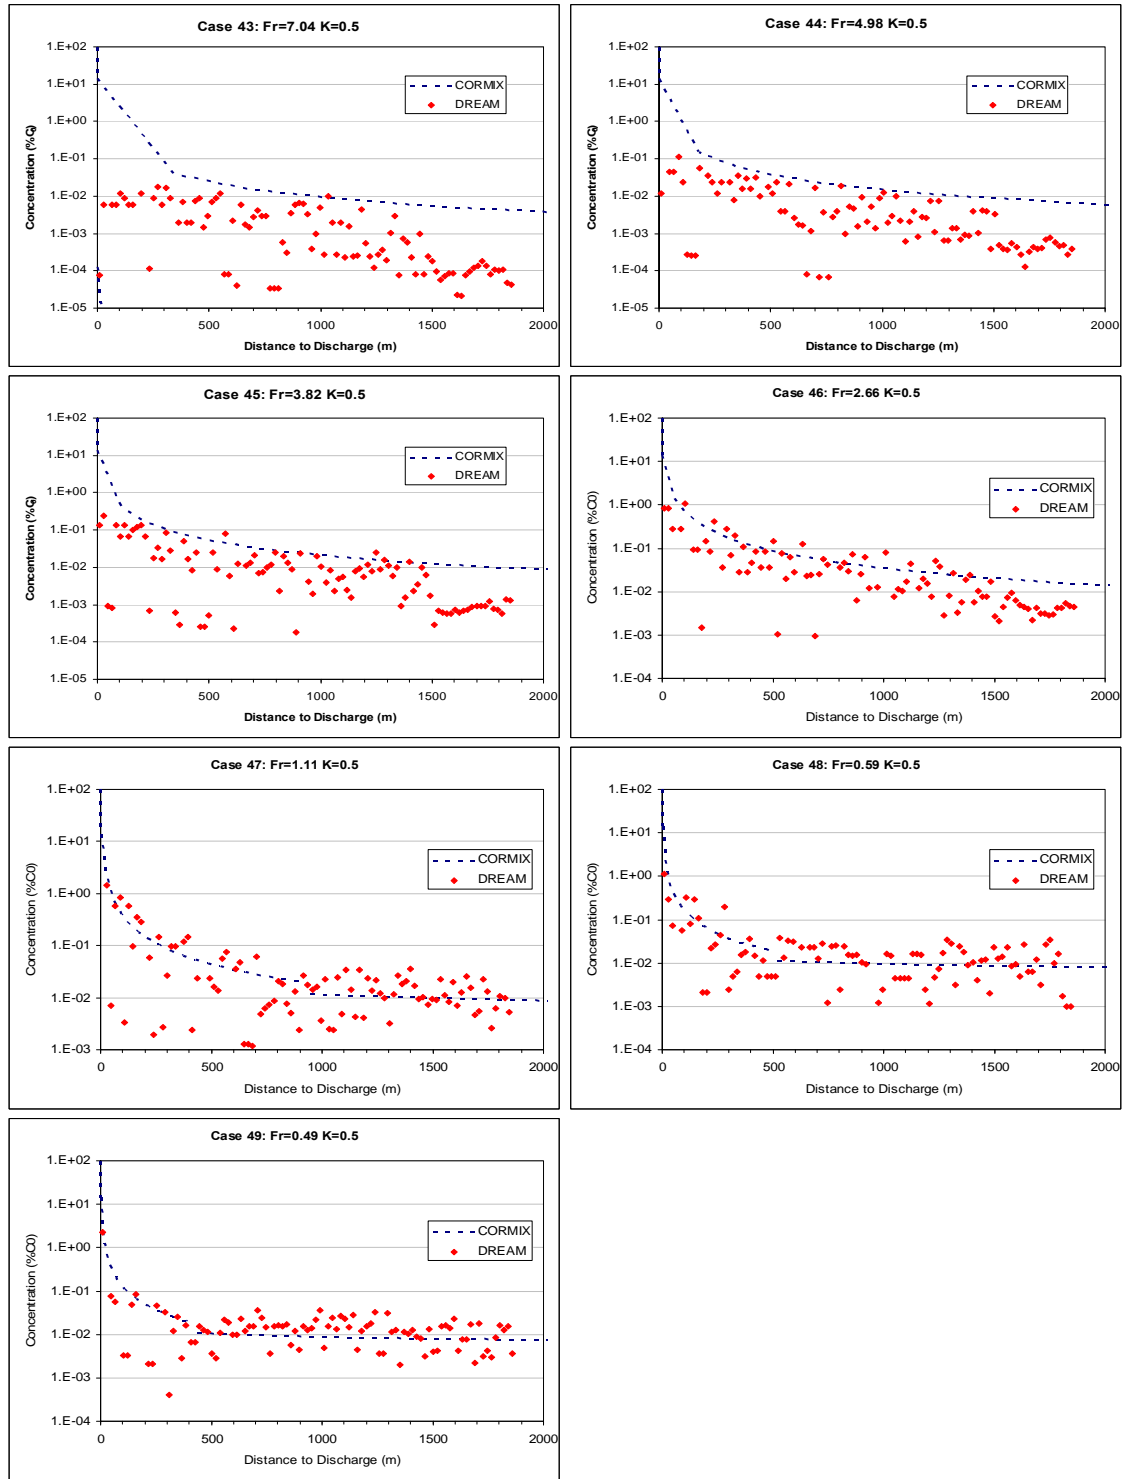 Case 43: Fr=7.04 K=0.5
1.E+02
1.E+01
1.E+00
1.E-01
1.E-02
1.E-03
1.E-04
1.E-05
0 500 1000 1500 2000
Concentration (%C
Distance to Discharge (m)
CORMIX
DREAM
Case 44: Fr=4.98 K=0.5
1.E+02
1.E+01
1.E+00
1.E-01
1.E-02
1.E-03
1.E-04
1.E-05
0 500 1000 1500 2000
Concentration (%C
Distance to Discharge (m)
CORMIX
DREAM
Case 45: Fr=3.82 K=0.5
1.E+02
1.E+01
1.E+00
1.E-01
1.E-02
1.E-03
1.E-04
1.E-05
0 500 1000 1500 2000
Concentration (%C
Distance to Discharge (m)
CORMIX
DREAM
Case 46: Fr=2.66 K=0.5
1.E+02
1.E+01
1.E+00
1.E-01
1.E-02
1.E-03
1.E-04
0 500 1000 1500 2000
Concentration (%C0)
Distance to Discharge (m)
CORMIX
DREAM
Case 47: Fr=1.11 K=0.5
1.E+02
1.E+01
1.E+00
1.E-01
1.E-02
1.E-03
0 500 1000 1500 2000
Concentration (%C0)
Distance to Discharge (m)
CORMIX
DREAM
Case 48: Fr=0.59 K=0.5
1.E+02
1.E+01
1.E+00
1.E-01
1.E-02
1.E-03
1.E-04
0 500 1000 1500 2000
Concentration (%C0)
Distance to Discharge (m)
CORMIX
DREAM
Case 49: Fr=0.49 K=0.5
1.E+02
1.E+01
1.E+00
1.E-01
1.E-02
1.E-03
1.E-04
0 500 1000 1500 2000
Concentration (%C0)
Distance to Discharge (m)
CORMIX
DREAM